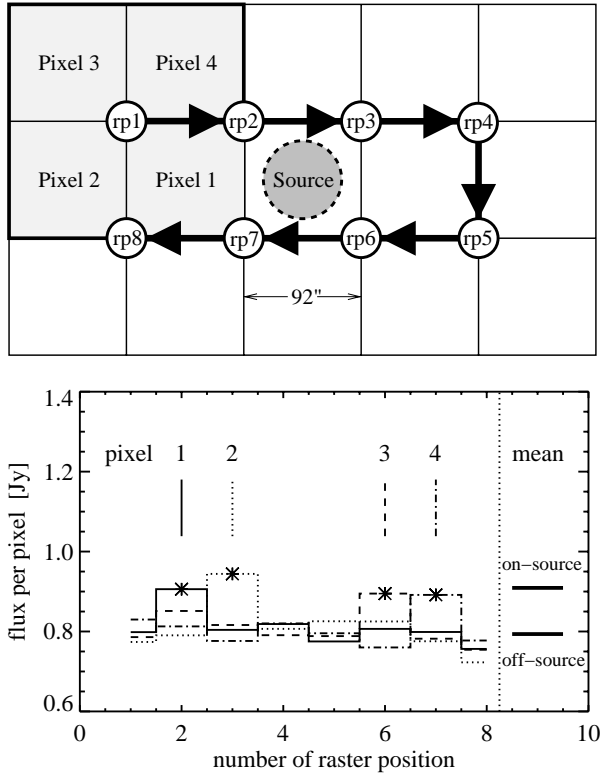 Pixel 3 Pixel 4
rp1 rp2 rp3 rp4
Pixel 2 Pixel 1 Source
rp8 rp7 rp6 rp5
92"
flux per pixel [Jy]
1.4
1.2
1.0
0.8
0.6
pixel 1 2 3 4 mean
on-source
off-source
0 2 4 6 8 10
number of raster position